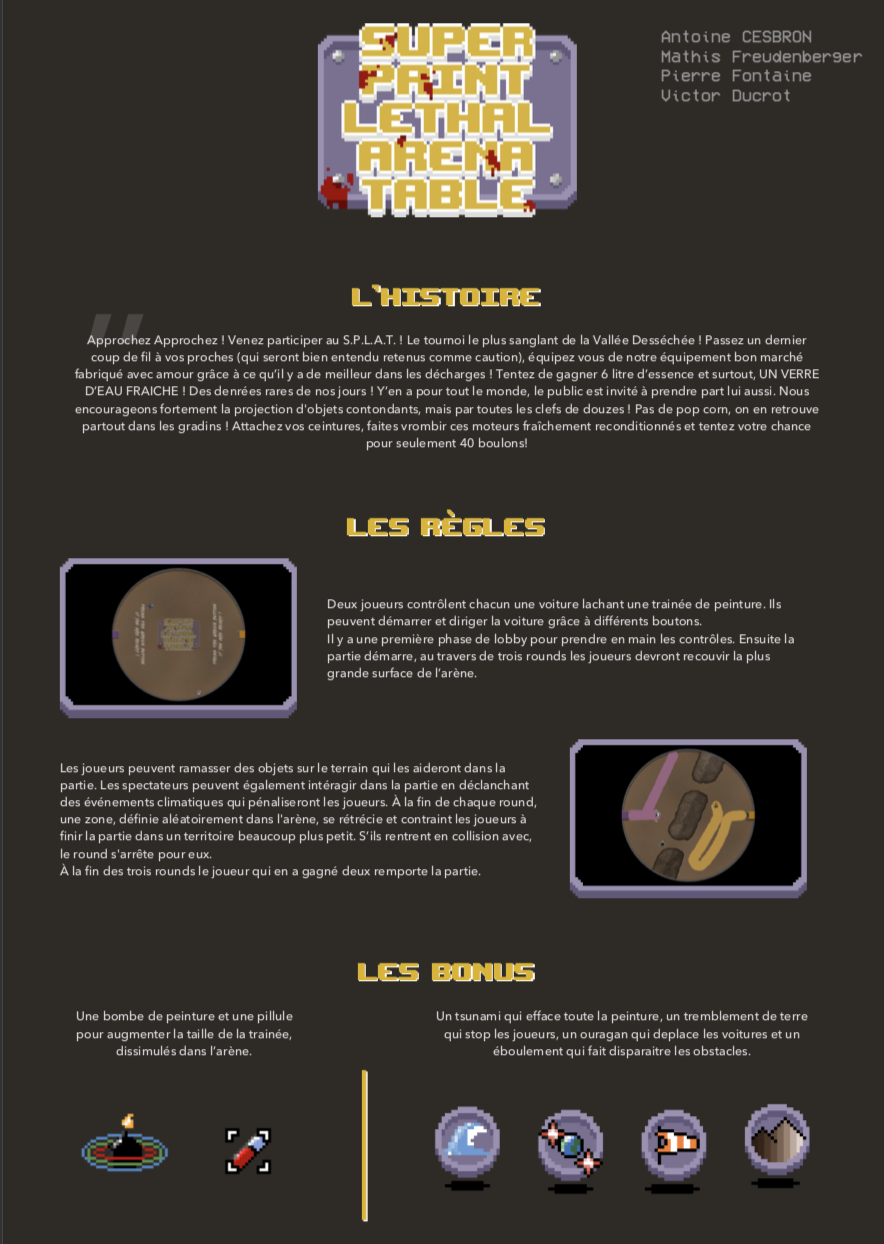 SUPER
PAINT
LETHAL
ARENA
TABLE
Antoine CESBRON
Mathis Freudenberger
Pierre Fontaine
Victor Ducrot
L'HISTOIRE
"
Approchez Approchez ! Venez participer au S.P.L.A.T. ! Le tournoi le plus sanglant de la Vallée Desséchée ! Passez un dernier
coup de fil à vos proches (qui seront bien entendu retenus comme caution), équipez vous de notre équipement bon marché
fabriqué avec amour grâce à ce qu'il y a de meilleur dans les décharges ! Tentez de gagner 6 litre d'essence et surtout, UN VERRE
D'EAU FRAICHE ! Des denrées rares de nos jours ! Y'en a pour tout le monde, le public est invité à prendre part lui aussi. Nous
encourageons fortement la projection d'objets contondants, mais par toutes les clefs de douzes ! Pas de pop corn, on en retrouve
partout dans les gradins ! Attachez vos ceintures, faites vrombir ces moteurs fraîchement reconditionnés et tentez votre chance
pour seulement 40 boulons!
LES RÈGLES
Deux joueurs contrôlent chacun une voiture lachant une trainée de peinture. Ils
peuvent démarrer et diriger la voiture grâce à différents boutons.
Il y a une première phase de lobby pour prendre en main les contrôles. Ensuite la
partie démarre, au travers de trois rounds les joueurs devront recouvir la plus
grande surface de l'arène.
Les joueurs peuvent ramasser des objets sur le terrain qui les aideront dans la
partie. Les spectateurs peuvent également intéragir dans la partie en déclanchant
des événements climatiques qui pénaliseront les joueurs. À la fin de chaque round,
une zone, définie aléatoirement dans l'arène, se rétrécie et contraint les joueurs à
finir la partie dans un territoire beaucoup plus petit. S'ils rentrent en collision avec,
le round s'arrête pour eux.
À la fin des trois rounds le joueur qui en a gagné deux remporte la partie.
LES BONUS
Une bombe de peinture et une pillule
pour augmenter la taille de la trainée,
dissimulés dans l'arène.
Un tsunami qui efface toute la peinture, un tremblement de terre
qui stop les joueurs, un ouragan qui deplace les voitures et un
éboulement qui fait disparaitre les obstacles.